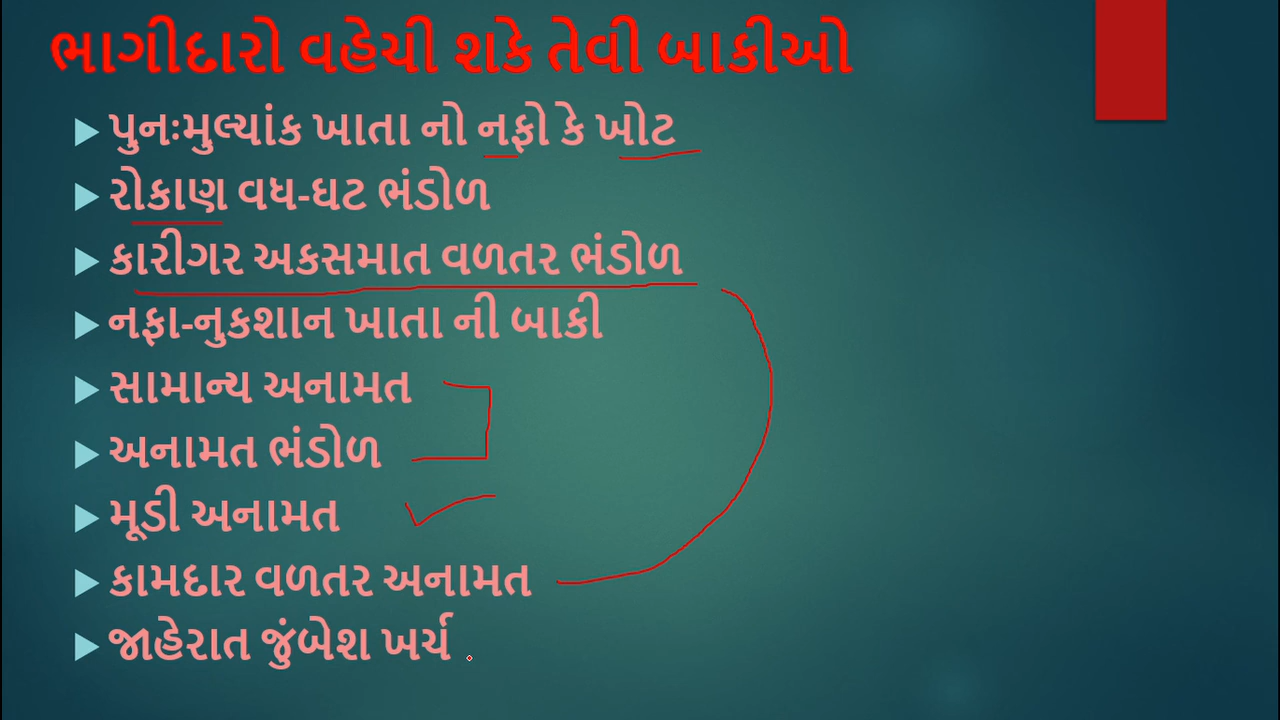 ભાગીદારો વહેચી શકે તેવી બાકીઓ
પુનઃમુલ્યાંક ખાતા નો નફો કે ખોટ
રોકાણ વધ-ઘટ ભંડોળ
કારીગર અકસમાત વળતર ભંડોળ
નફા-નુકશાન ખાતા ની બાકી
સામાન્ય અનામત
અનામત ભંડોળ
મૂડી અનામત
કામદાર વળતર અનામત
જાહેરાત જુંબેશ ખર્ચ